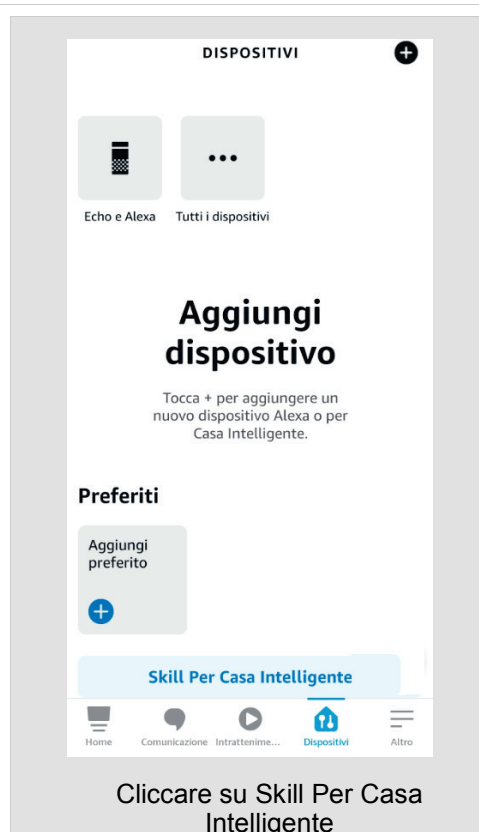 DISPOSITIVI
Echo e Alexa
Tutti i dispositivi
Aggiungi
dispositivo
Tocca + per aggiungere un
nuovo dispositivo Alexa o per
Casa Intelligente.
Preferiti
Aggiungi
preferito
Skill Per Casa Intelligente
Home
Comunicazione
Intrattenime...
Dispositivi
Altro
Cliccare su Skill Per Casa
Intelligente